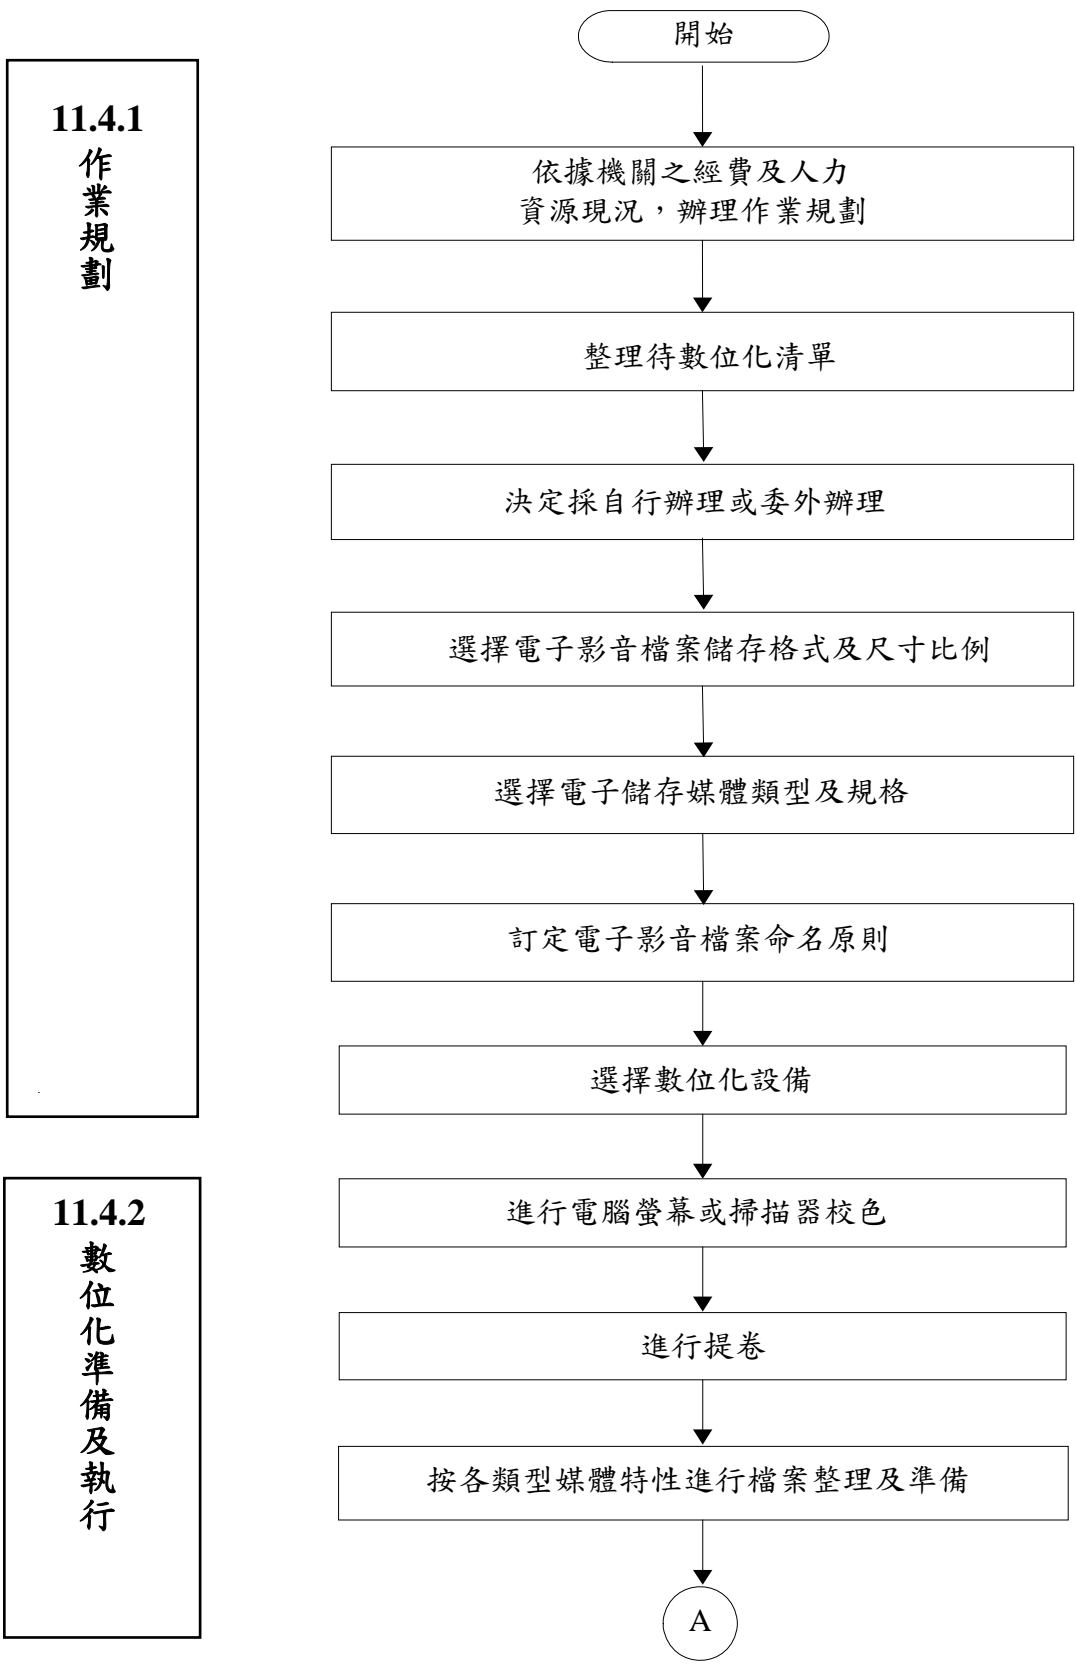 開始
11.4.1
作業規劃
依據機關之經費及人力
資源現況，辦理作業規劃
整理待數位化清單
決定採自行辦理或委外辦理
選擇電子影音檔案儲存格式及尺寸比例
選擇電子儲存媒體類型及規格
訂定電子影音檔案命名原則
選擇數位化設備
11.4.2
數位化準備及執行
進行電腦螢幕或掃描器校色
進行提卷
按各類型媒體特性進行檔案整理及準備
A